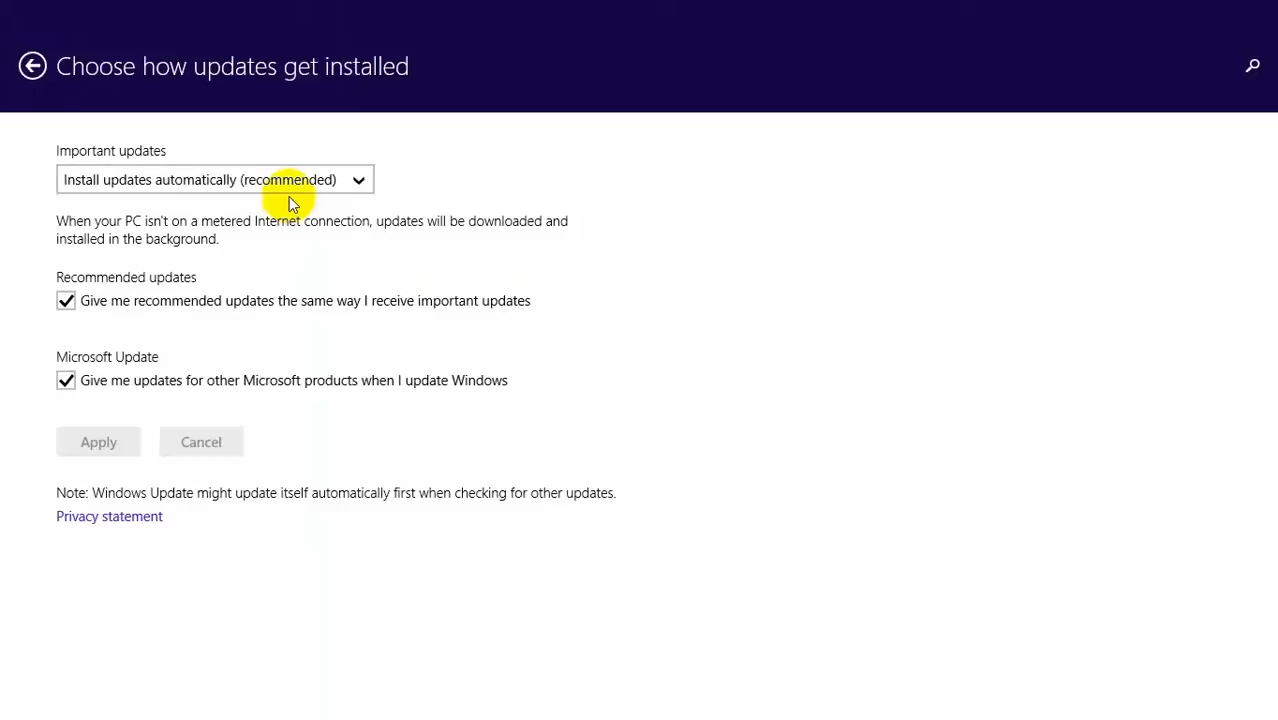 Choose how updates get installed
Important updates
Install updates automatically (recommended)
When your PC isn't on a metered Internet connection, updates will be downloaded and
installed in the background.
Recommended updates
Give me recommended updates the same way I receive important updates
Microsoft Update
Give me updates for other Microsoft products when I update Windows
Apply Cancel
Note: Windows Update might update itself automatically first when checking for other updates.
Privacy statement